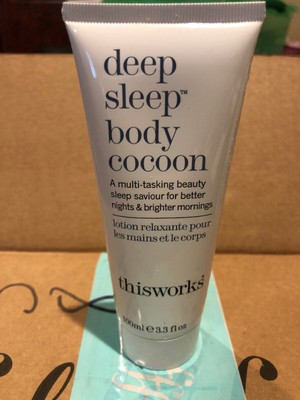 deep
sleep™
body
cocoon
A multi-tasking beauty
sleep saviour for better
nights & brighter mornings
lotion relaxante pour
les mains et le corps
thisworks®
100ml e 3.3 fl oz